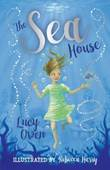 The
Sea
House
Lucy
Owen
ILLUSTRATED BY Rebecca Harry